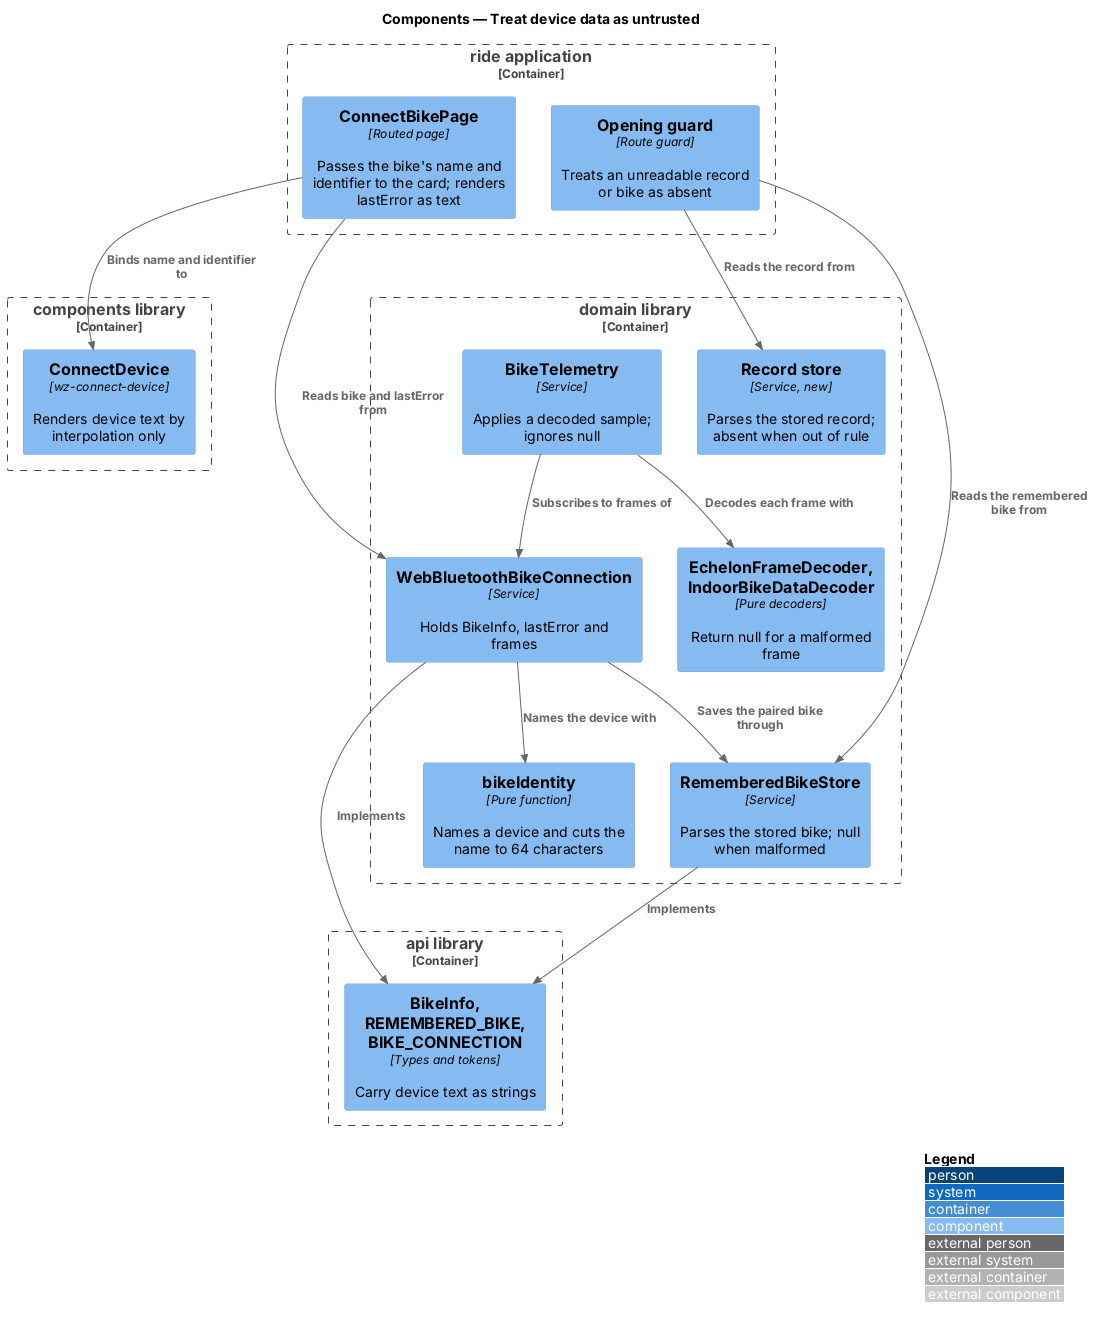 Components — Treat device data as untrusted
ride application
[Container]
ConnectBikePage
[Routed page]
Passes the bike's name and
identifier to the card; renders
lastError as text
Opening guard
[Route guard]
Treats an unreadable record
or bike as absent
Binds name and identifier
to
Reads the record from
components library
[Container]
ConnectDevice
[wz-connect-device]
Renders device text by
interpolation only
domain library
[Container]
BikeTelemetry
[Service]
Applies a decoded sample;
ignores null
Record store
[Service, new]
Parses the stored record;
absent when out of rule
Reads bike and lastError
from
Subscribes to frames of
Decodes each frame with
Reads the remembered
bike from
WebBluetoothBikeConnection
[Service]
Holds BikeInfo, lastError and
frames
EchelonFrameDecoder,
IndoorBikeDataDecoder
[Pure decoders]
Return null for a malformed
frame
Names the device with
Saves the paired bike
through
Implements
bikeIdentity
[Pure function]
Names a device and cuts the
name to 64 characters
RememberedBikeStore
[Service]
Parses the stored bike; null
when malformed
Implements
api library
[Container]
BikeInfo,
REMEMBERED_BIKE,
BIKE_CONNECTION
[Types and tokens]
Carry device text as strings
Legend
person
system
container
component
external person
external system
external container
external component